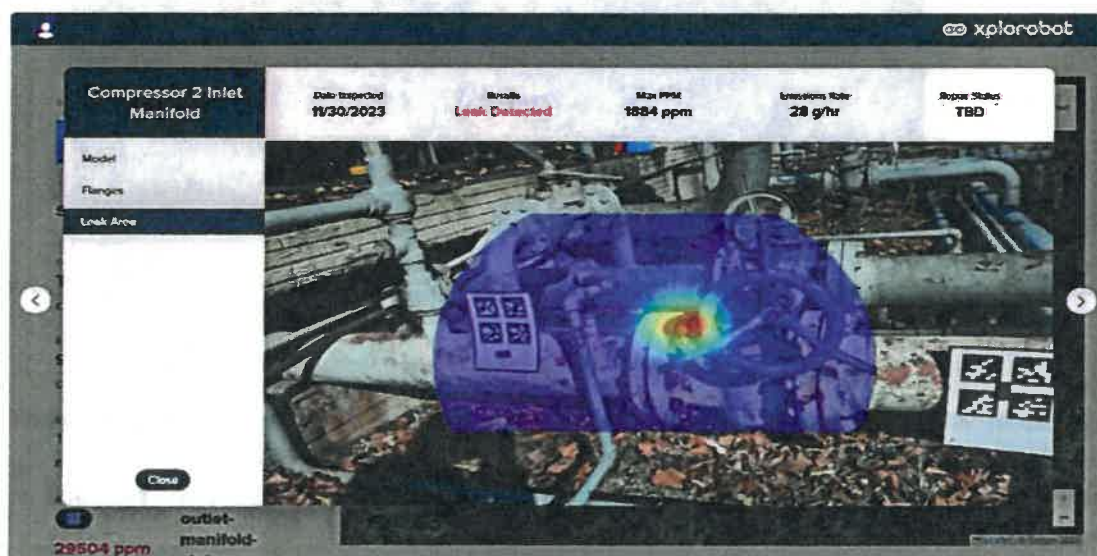 xplorobot
Compressor 2 Inlet
Manifold
Date Inspected
11/30/2023
Results
Leak Detected
Max PPM
1884 ppm
Emissions Rate
28 g/hr
Repair Status
TBD
Model
Flanges
Leak Area
Close
29504 ppm
outlet-
manifold-